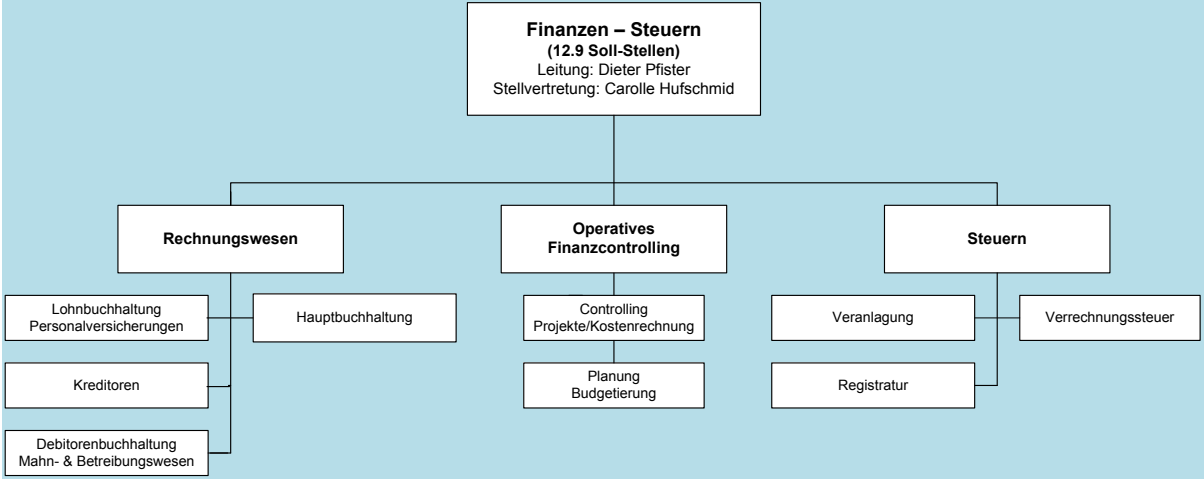 Finanzen – Steuern
(12.9 Soll-Stellen)
Leitung: Dieter Pfister
Stellvertretung: Carolle Hufschmid
Rechnungswesen
Operatives
Finanzcontrolling
Steuern
Lohnbuchhaltung
Personalversicherungen
Hauptbuchhaltung
Controlling
Projekte/Kostenrechnung
Veranlagung
Verrechnungssteuer
Kreditoren
Planung
Budgetierung
Registratur
Debitorenbuchhaltung
Mahn- & Betreibungswesen